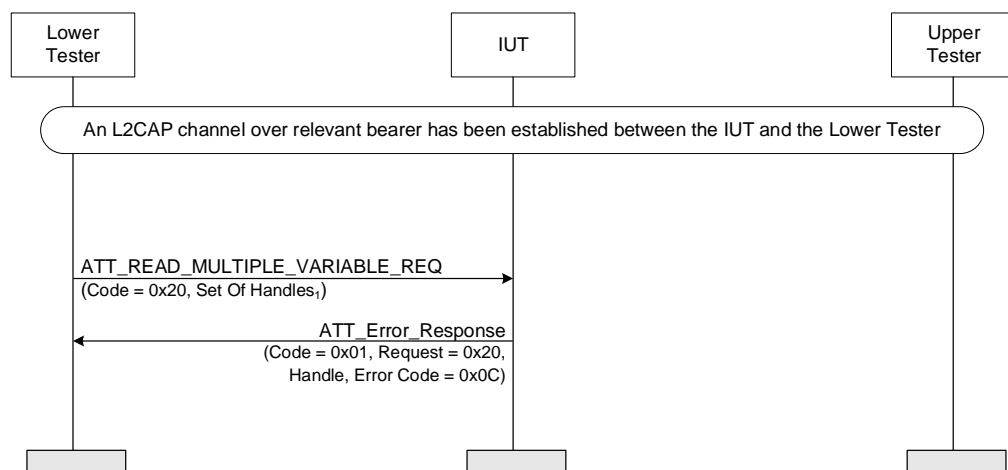 Lower
Tester
IUT
Upper
Tester
An L2CAP channel over relevant bearer has been established between the IUT and the Lower Tester
ATT_READ_MULTIPLE_VARIABLE_REQ
(Code = 0x20, Set Of Handles₁)
ATT_Error_Response
(Code = 0x01, Request = 0x20,
Handle, Error Code = 0x0C)